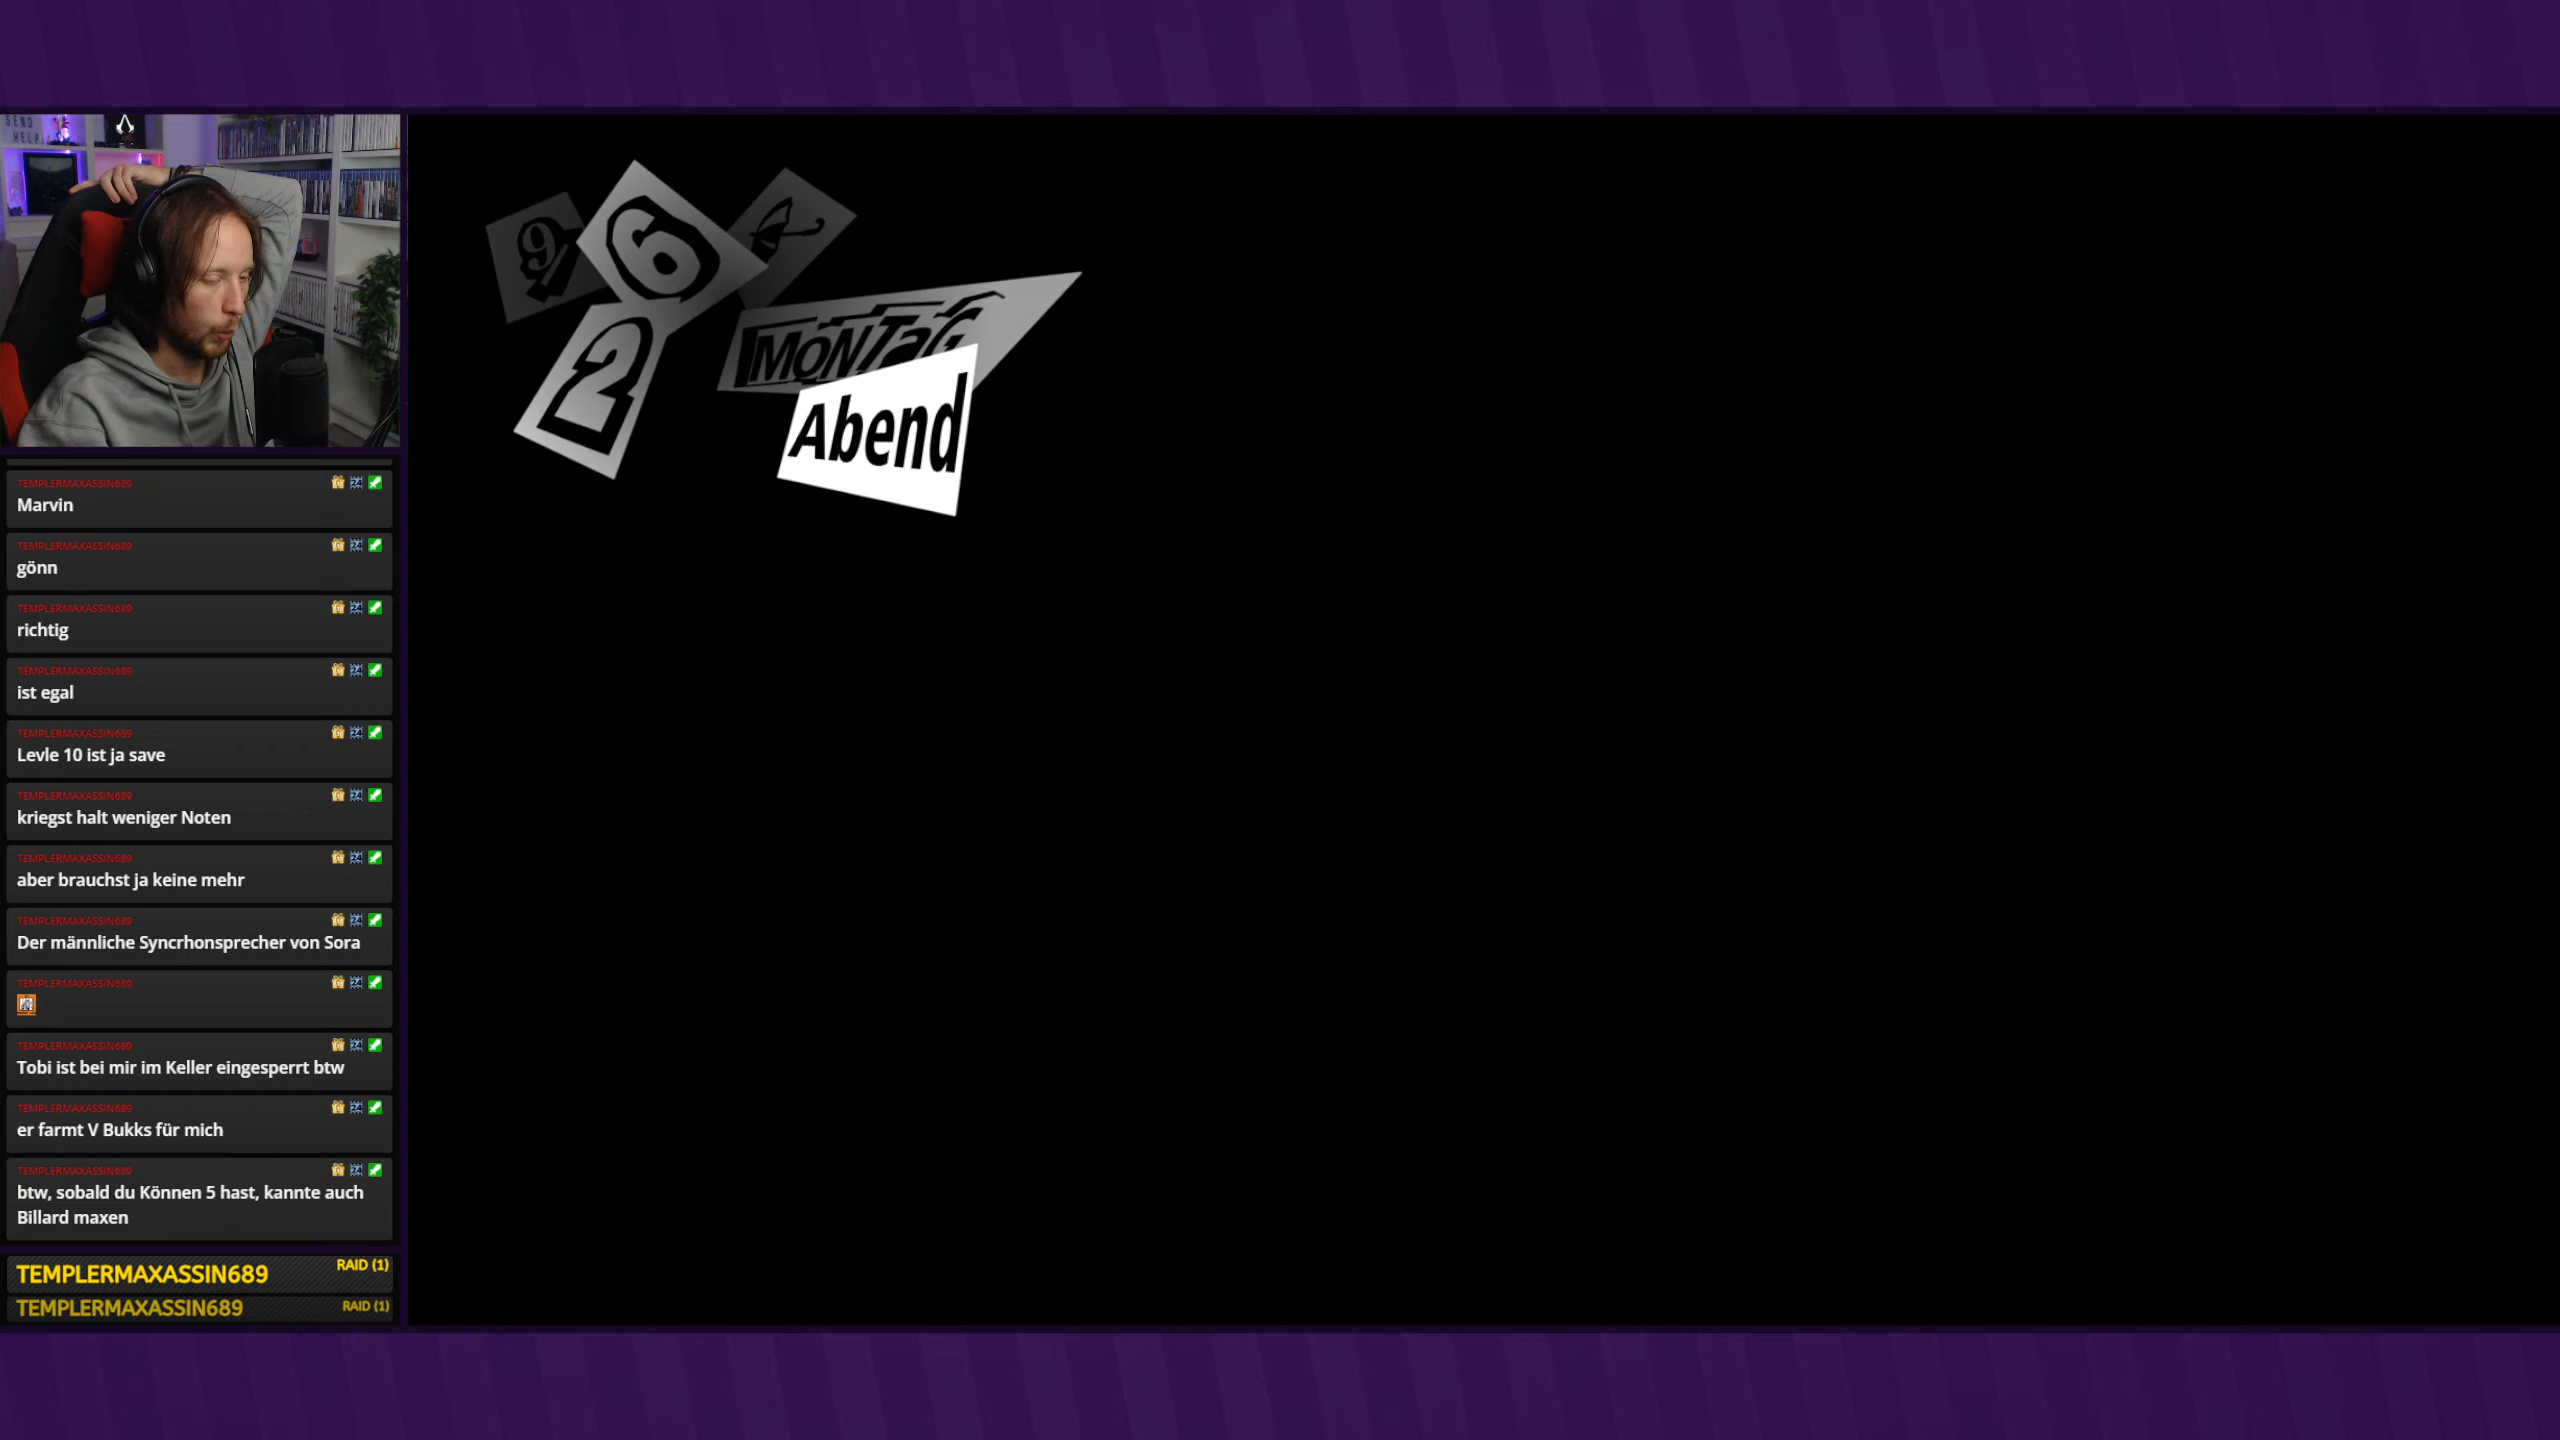 SEND
HELP
9/
6
2
MONTAG
Abend
TEMPLERMAXASSIN689
Marvin
TEMPLERMAXASSIN689
gönn
TEMPLERMAXASSIN689
richtig
TEMPLERMAXASSIN689
ist egal
TEMPLERMAXASSIN689
Levle 10 ist ja save
TEMPLERMAXASSIN689
kriegst halt weniger Noten
TEMPLERMAXASSIN689
aber brauchst ja keine mehr
TEMPLERMAXASSIN689
Der männliche Syncrhonsprecher von Sora
TEMPLERMAXASSIN689
TEMPLERMAXASSIN689
Tobi ist bei mir im Keller eingesperrt btw
TEMPLERMAXASSIN689
er farmt V Bukks für mich
TEMPLERMAXASSIN689
btw, sobald du Können 5 hast, kannte auch
Billard maxen
TEMPLERMAXASSIN689 RAID (1)
TEMPLERMAXASSIN689 RAID (1)